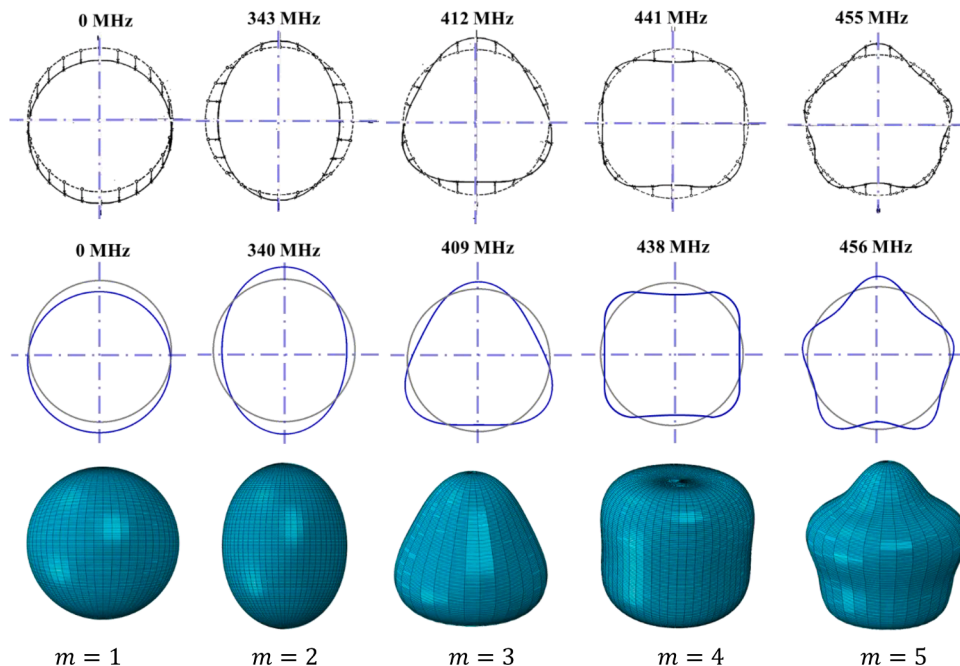 0 MHz 343 MHz 412 MHz 441 MHz 455 MHz
0 MHz 340 MHz 409 MHz 438 MHz 456 MHz
m = 1 m = 2 m = 3 m = 4 m = 5